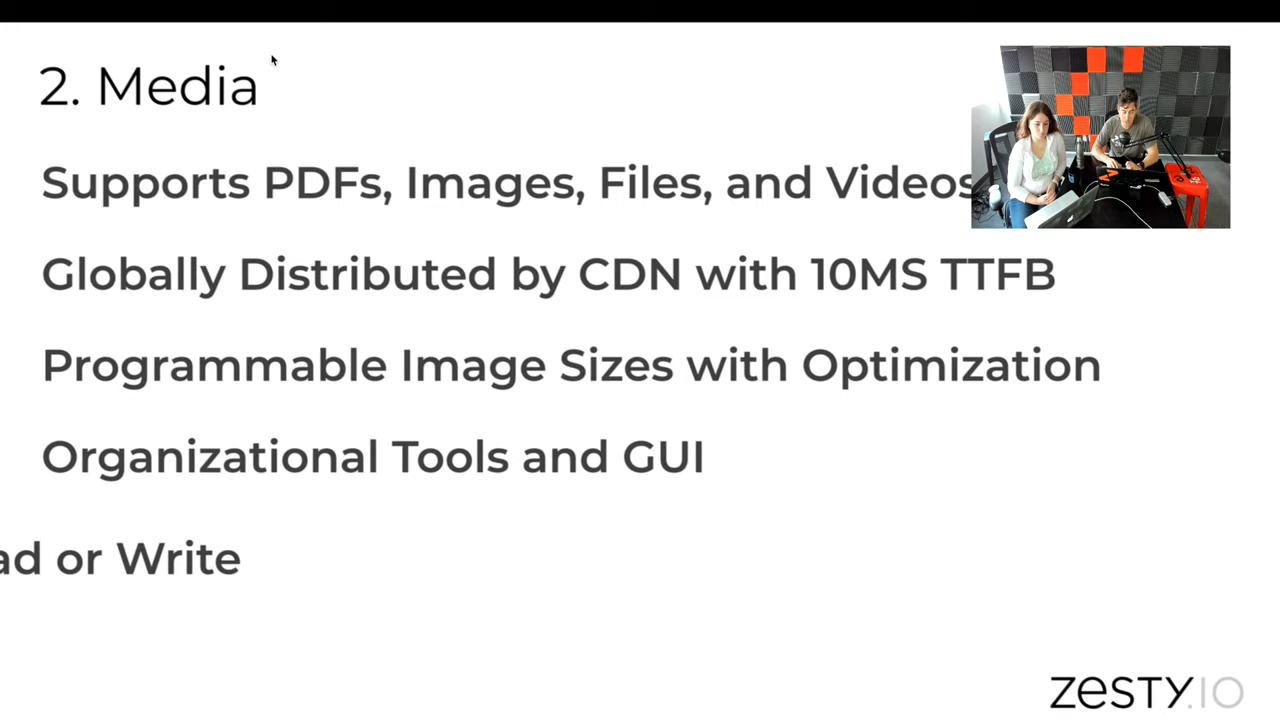 2. Media
Supports PDFs, Images, Files, and Videos
Globally Distributed by CDN with 10MS TTFB
Programmable Image Sizes with Optimization
Organizational Tools and GUI
ad or Write
ZESTY.IO